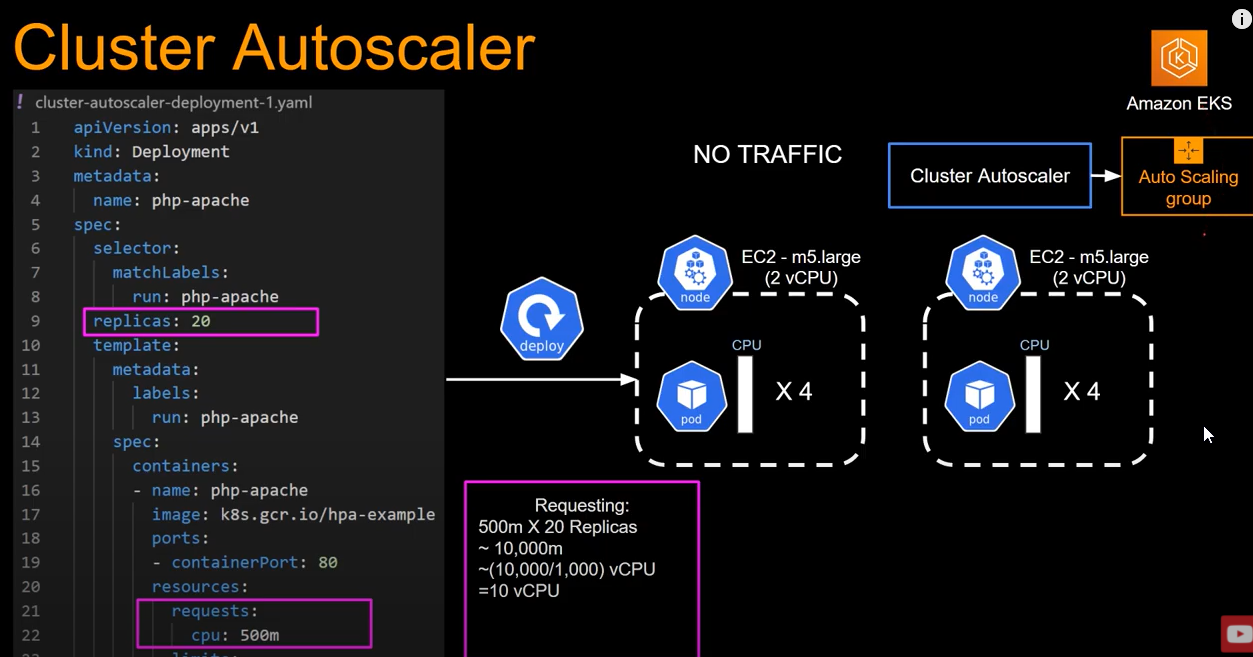 Cluster Autoscaler
! cluster-autoscaler-deployment-1.yaml
1 apiVersion: apps/v1
2 kind: Deployment
3 metadata:
4 name: php-apache
5 spec:
6 selector:
7 matchLabels:
8 run: php-apache
9 replicas: 20
10 template:
11 metadata:
12 labels:
13 run: php-apache
14 spec:
15 containers:
16 - name: php-apache
17 image: k8s.gcr.io/hpa-example
18 ports:
19 - containerPort: 80
20 resources:
21 requests:
22 cpu: 500m
deploy
Requesting:
500m X 20 Replicas
~ 10,000m
~(10,000/1,000) vCPU
=10 vCPU
NO TRAFFIC
Cluster Autoscaler
Amazon EKS
Auto Scaling
group
node
EC2 - m5.large
(2 vCPU)
CPU
pod
X 4
node
EC2 - m5.large
(2 vCPU)
CPU
pod
X 4